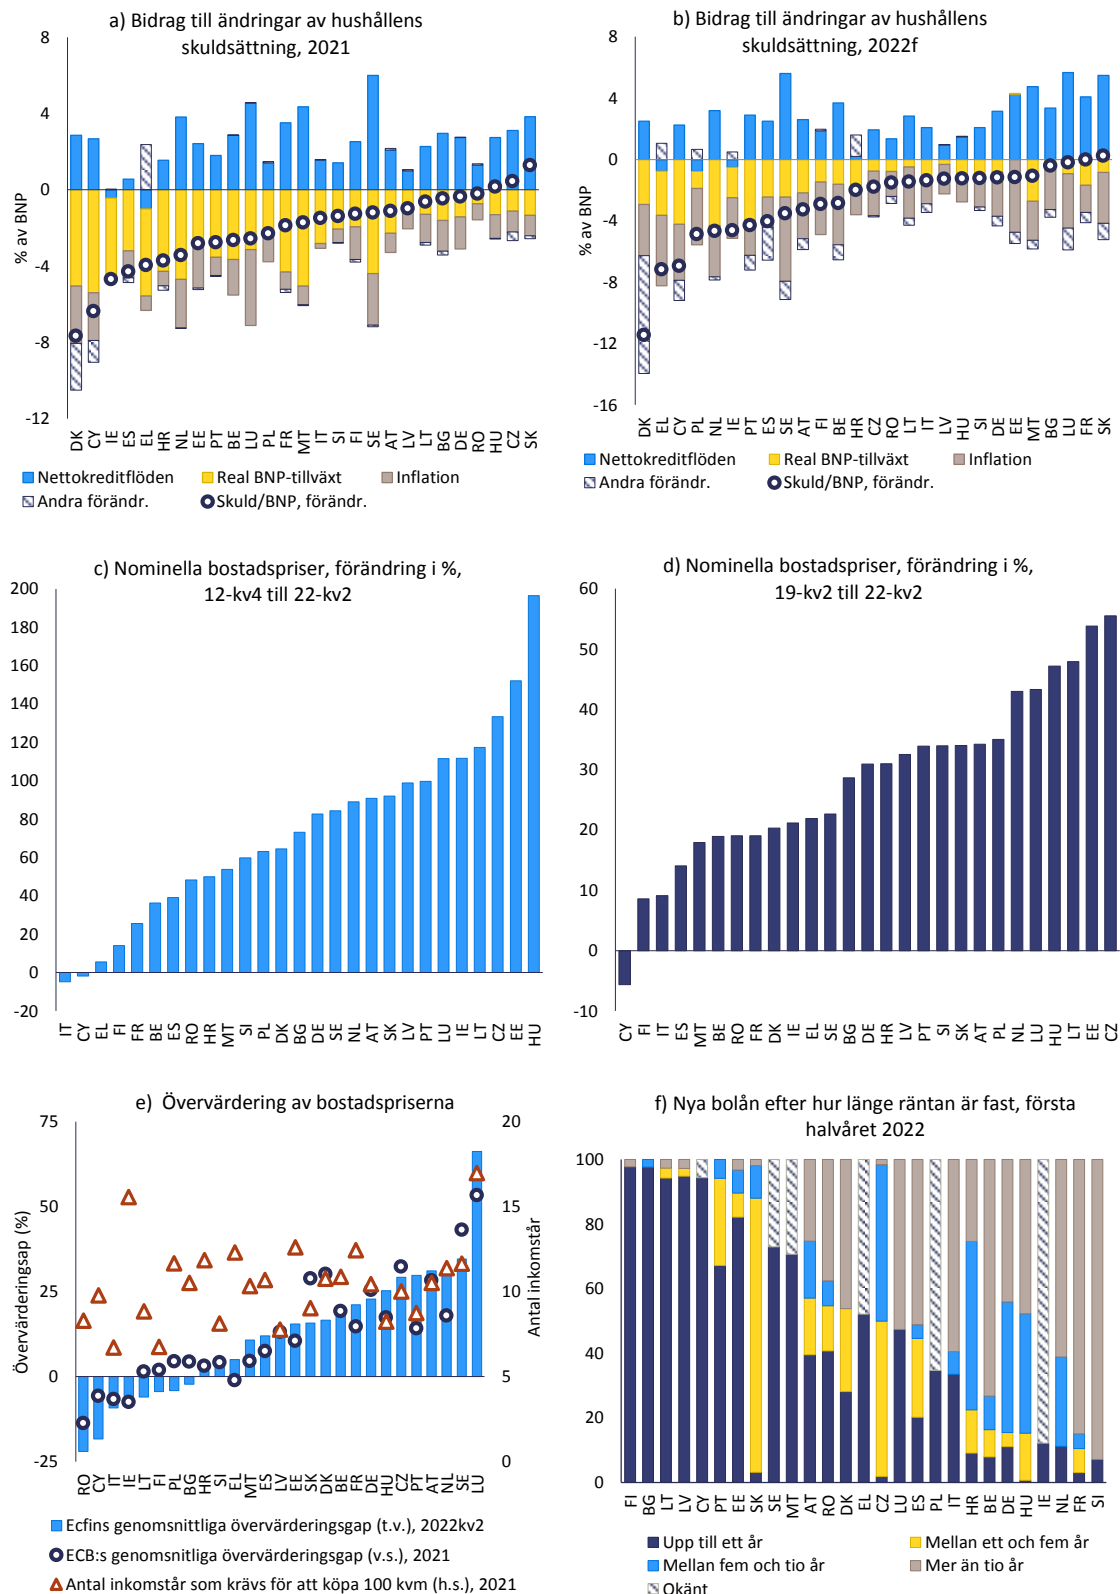 a) Bidrag till ändringar av hushållens
skuldsättning, 2021
8
4
0
-4
-8
-12
% av BNP
DK CY IE ES EL HR NL EE PT BE LU PL FR MT IT SI FI SE AT LV LT BG DE RO HU CZ SK
Nettokreditflöden Real BNP-tillväxt Inflation
Andra förändr. Skuld/BNP, förändr.
b) Bidrag till ändringar av hushållens
skuldsättning, 2022f
8
4
0
-4
-8
-12
-16
% av BNP
DK EL CY PL NL IE PT ES SE AT FI BE HR CZ RO LT IT LV HU SI DE EE MT BG LU FR SK
Nettokreditflöden Real BNP-tillväxt Inflation
Andra förändr. Skuld/BNP, förändr.
c) Nominella bostadspriser, förändring i %,
12-kv4 till 22-kv2
200
180
160
140
120
100
80
60
40
20
0
-20
IT CY EL FI FR BE ES RO HR MT SI PL DK BG DE SE NL AT SK LV PT LU IE LT CZ EE HU
d) Nominella bostadspriser, förändring i %,
19-kv2 till 22-kv2
60
50
40
30
20
10
0
-10
CY FI IT ES MT BE RO FR DK IE EL SE BG DE HR LV PT SI SK AT PL NL LU HU LT EE CZ
e) Övervärdering av bostadspriserna
75
50
25
0
-25
Övervärderingsap (%)
20
15
10
5
0
Antal inkomstår
RO CY IT IE LT FI PL BG HR SI EL MT ES LV EE SK DK BE FR DE HU CZ PT AT NL SE LU
Ecfins genomsnittliga övervärderingsgap (t.v.), 2022kv2
ECB:s genomsnitliga övervärderingsgap (v.s.), 2021
Antal inkomstår som krävs för att köpa 100 kvm (h.s.), 2021
f) Nya bolån efter hur länge räntan är fast, första
halvåret 2022
100
80
60
40
20
0
FI BG LT LV CY PT EE SK SE MT AT RO DK EL CZ LU ES PL IT HR BE DE HU IE NL FR SI
Upp till ett år Mellan ett och fem år
Mellan fem och tio år Mer än tio år
Okänt